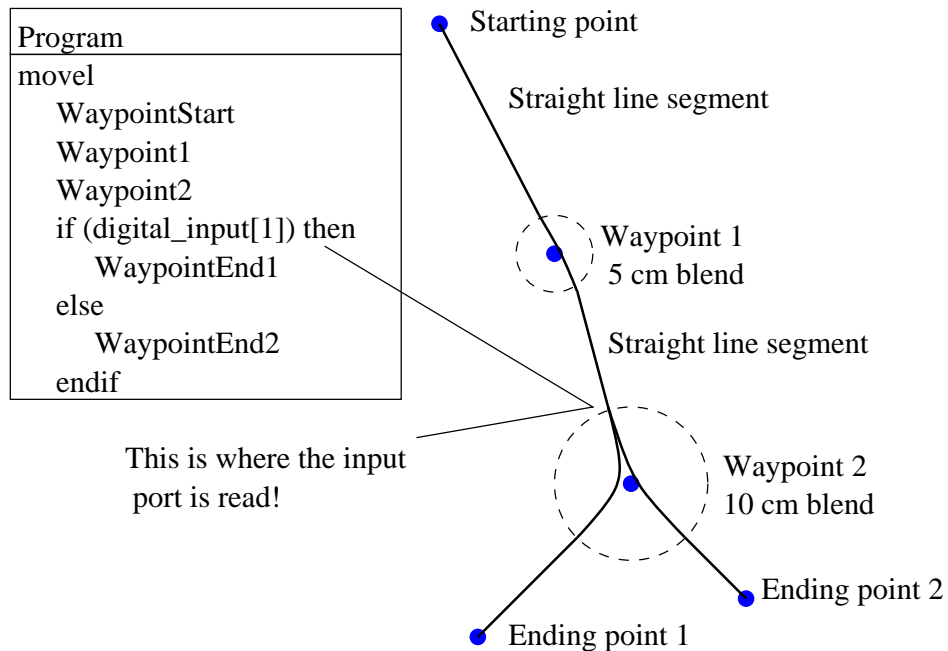 Program
movel
WaypointStart
Waypoint1
Waypoint2
if (digital_input[1]) then
WaypointEnd1
else
WaypointEnd2
endif
Starting point
Straight line segment
Waypoint 1
5 cm blend
Straight line segment
This is where the input
port is read!
Waypoint 2
10 cm blend
Ending point 2
Ending point 1